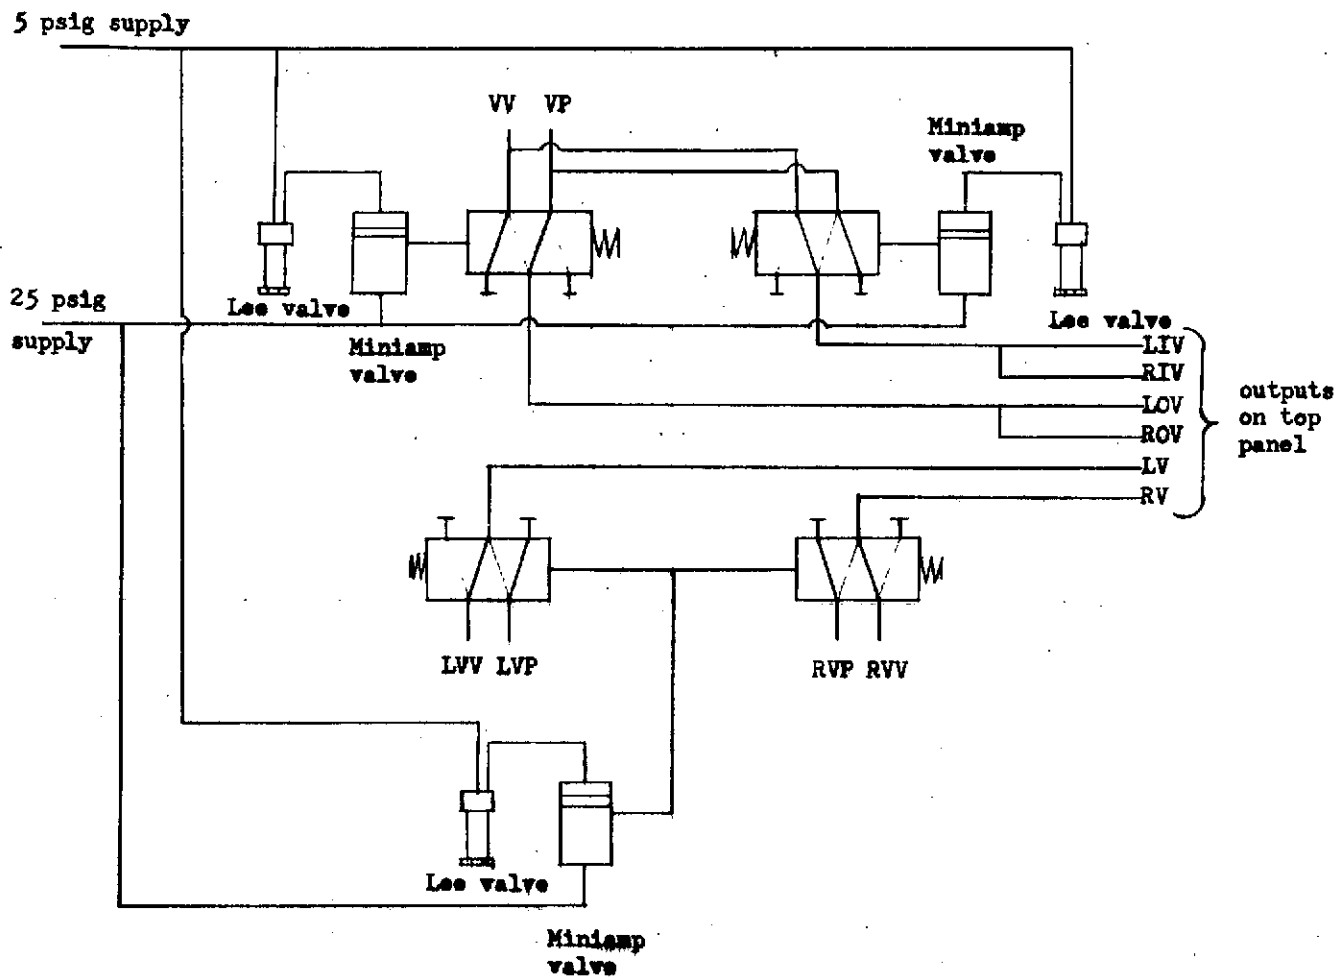 5 psig supply
VV VP
Miniamp
valve
Lee valve
25 psig
supply
Miniamp
valve
Lee valve
LIV
RIV
LOV
ROV
LV
RV
outputs
on top
panel
LVV LVP
RVP RVV
Lee valve
Miniamp
valve